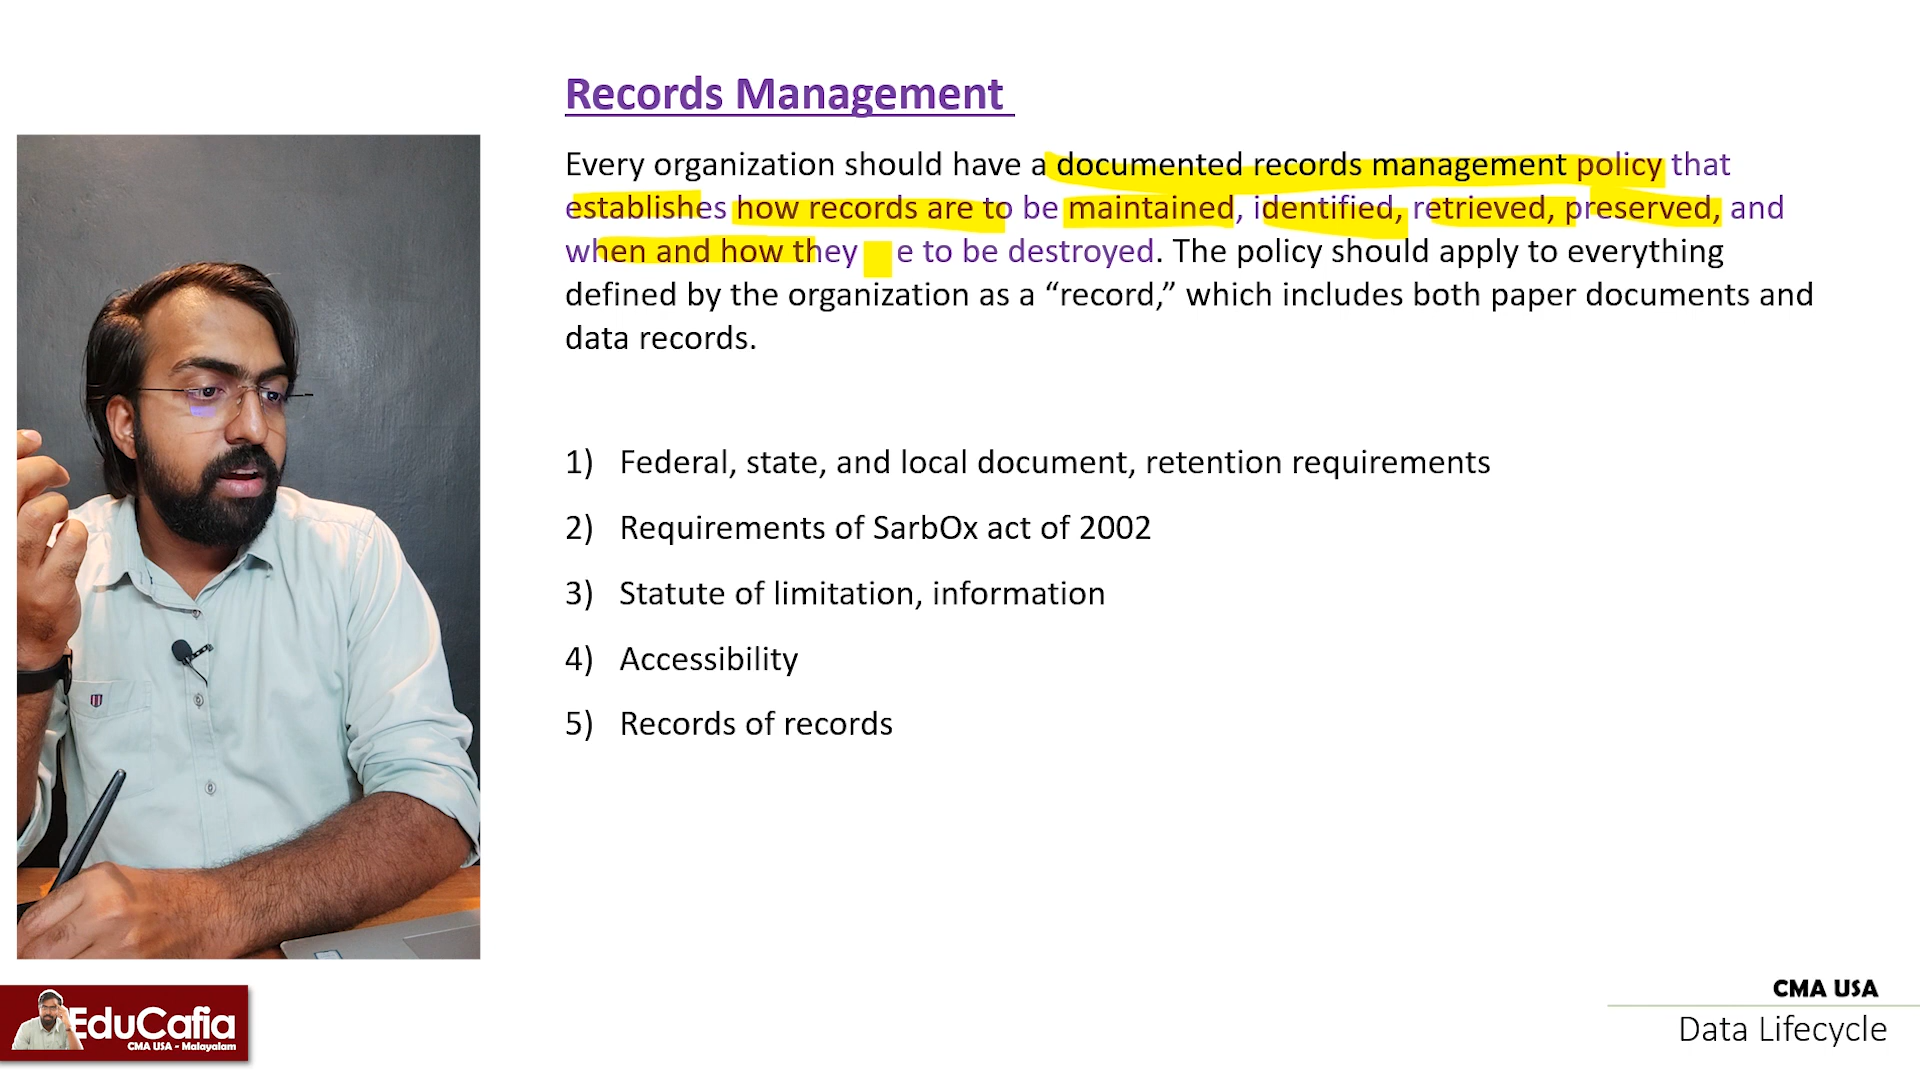 Records Management
Every organization should have a documented records management policy that
establishes how records are to be maintained, identified, retrieved, preserved, and
when and how they e to be destroyed. The policy should apply to everything
defined by the organization as a “record,” which includes both paper documents and
data records.
1) Federal, state, and local document, retention requirements
2) Requirements of SarbOx act of 2002
3) Statute of limitation, information
4) Accessibility
5) Records of records
EduCafia
CMA USA - Malayalam
CMA USA
Data Lifecycle